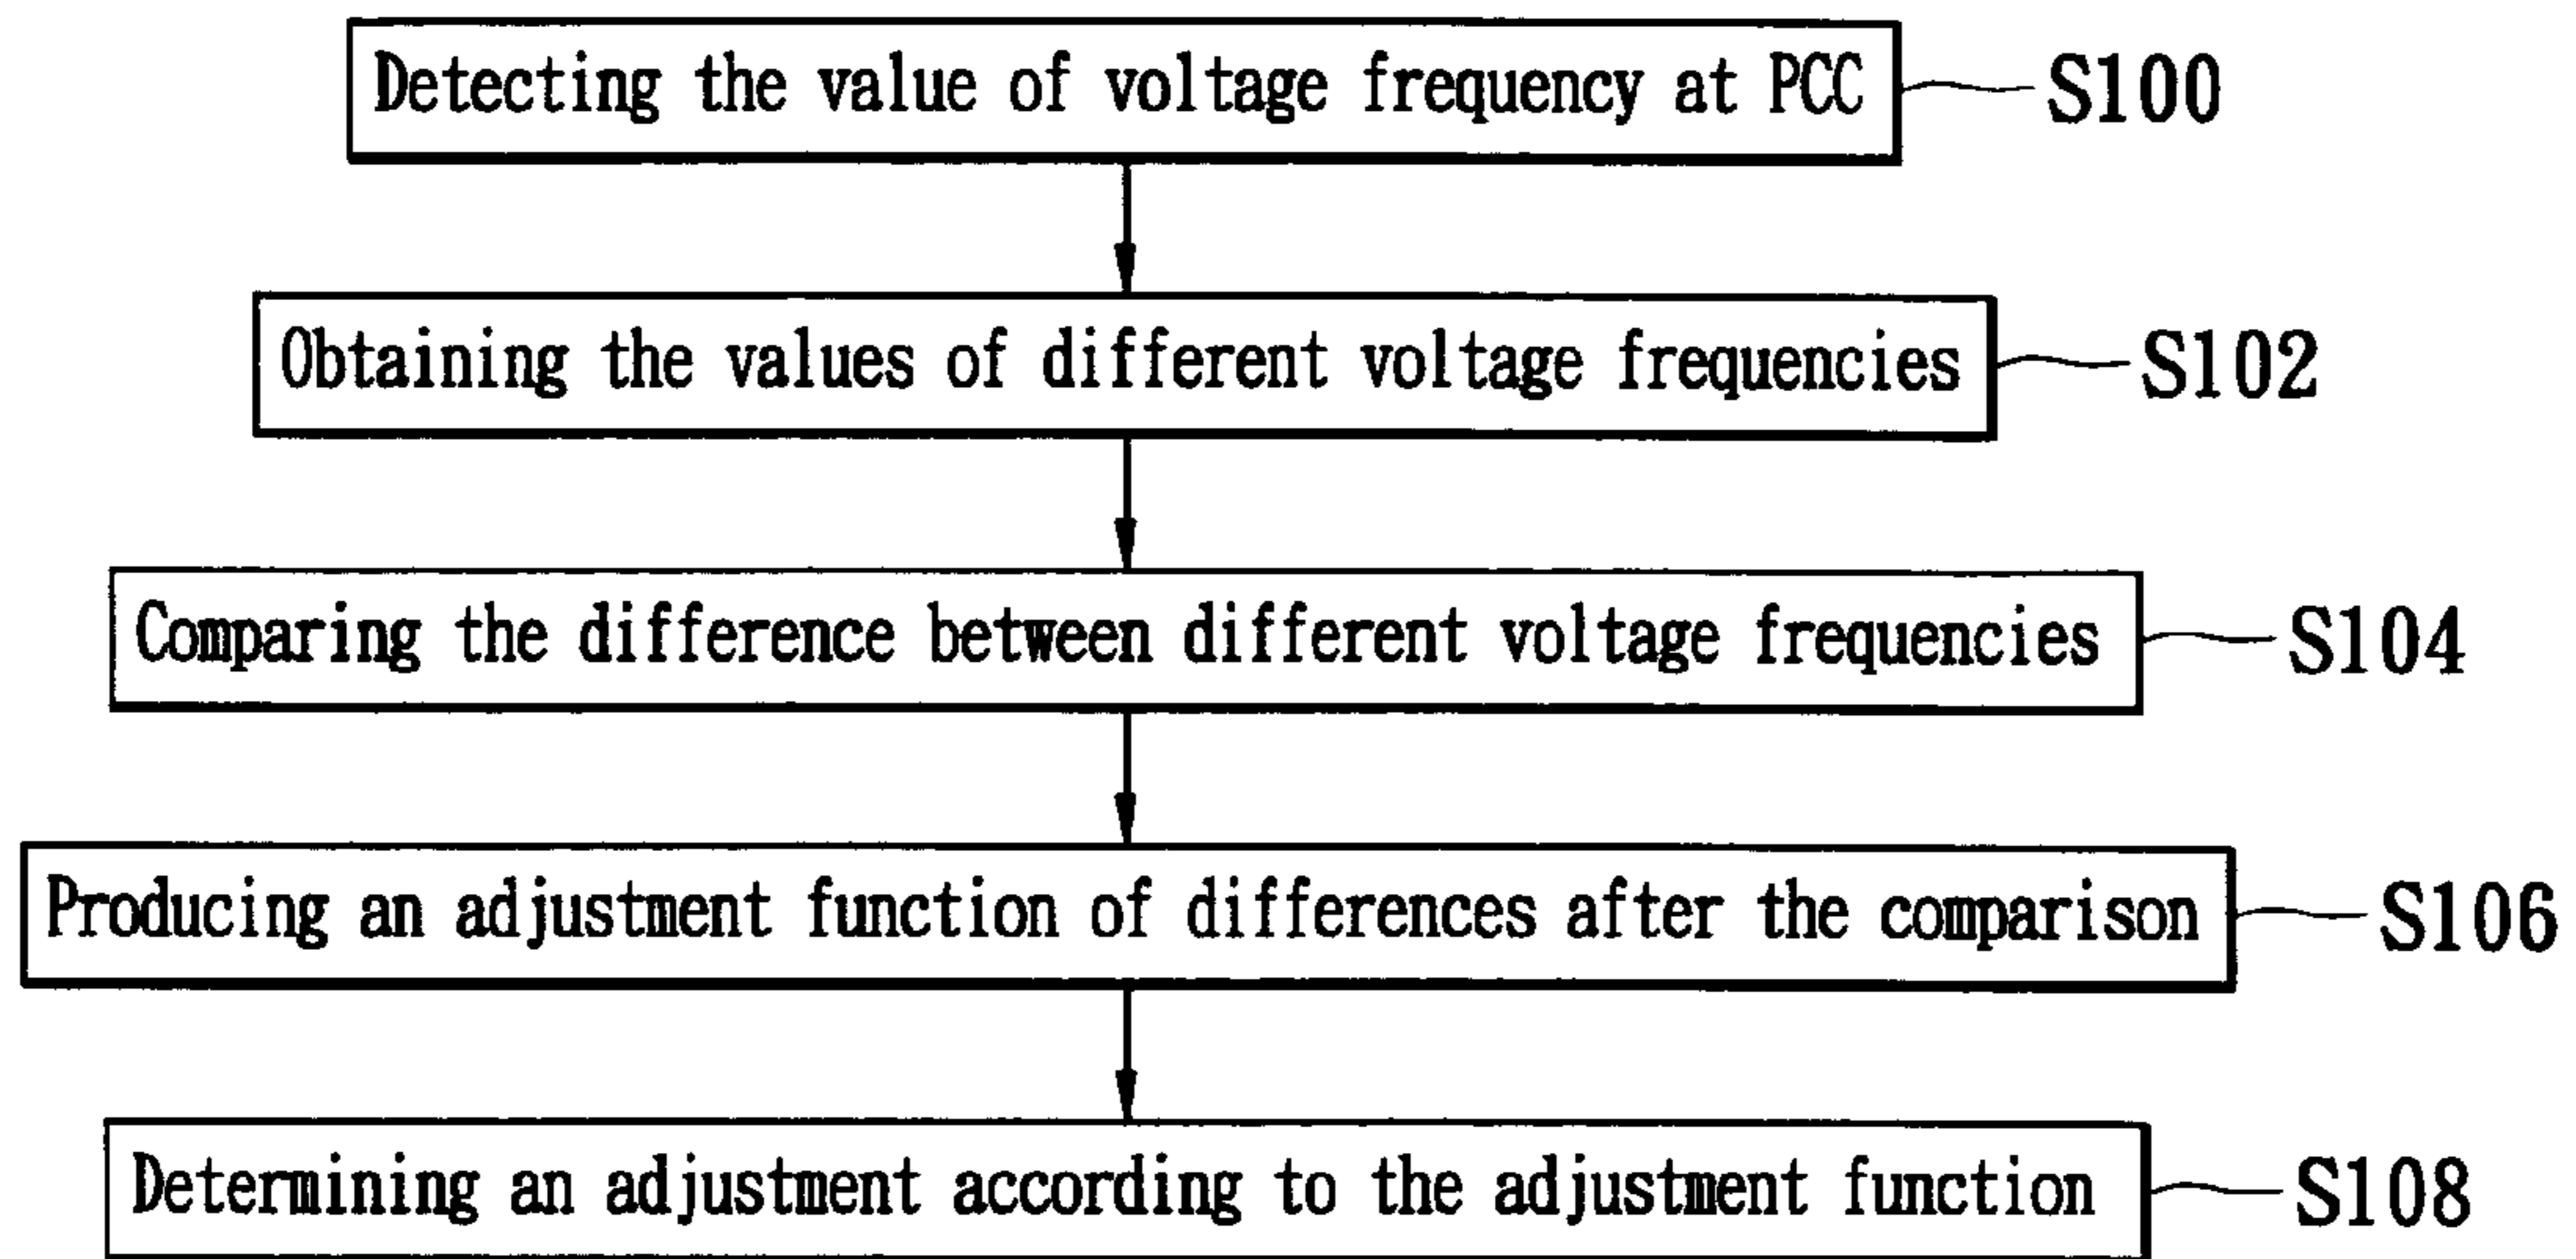 Detecting the value of voltage frequency at PCC S100
Obtaining the values of different voltage frequencies S102
Comparing the difference between different voltage frequencies S104
Producing an adjustment function of differences after the comparison S106
Determining an adjustment according to the adjustment function S108